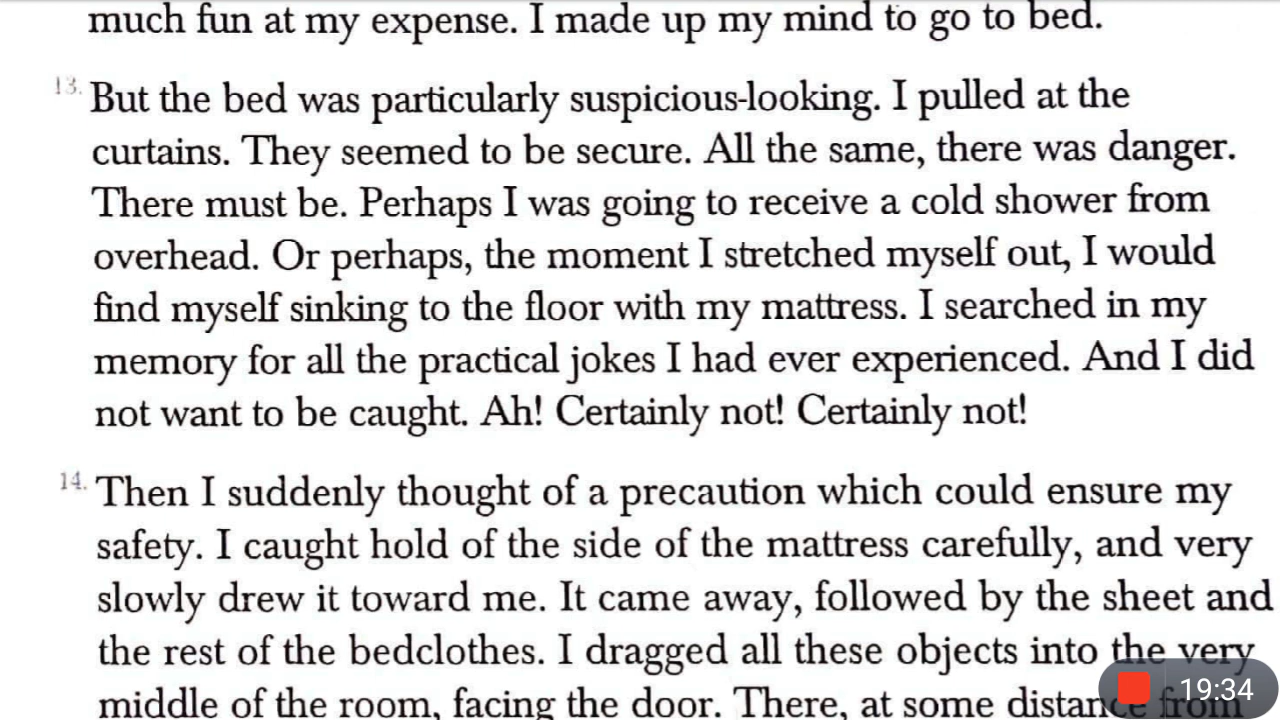 much fun at my expense. I made up my mind to go to bed.
13. But the bed was particularly suspicious-looking. I pulled at the
curtains. They seemed to be secure. All the same, there was danger.
There must be. Perhaps I was going to receive a cold shower from
overhead. Or perhaps, the moment I stretched myself out, I would
find myself sinking to the floor with my mattress. I searched in my
memory for all the practical jokes I had ever experienced. And I did
not want to be caught. Ah! Certainly not! Certainly not!
14. Then I suddenly thought of a precaution which could ensure my
safety. I caught hold of the side of the mattress carefully, and very
slowly drew it toward me. It came away, followed by the sheet and
the rest of the bedclothes. I dragged all these objects into the very
middle of the room, facing the door. There, at some distance from
19:34